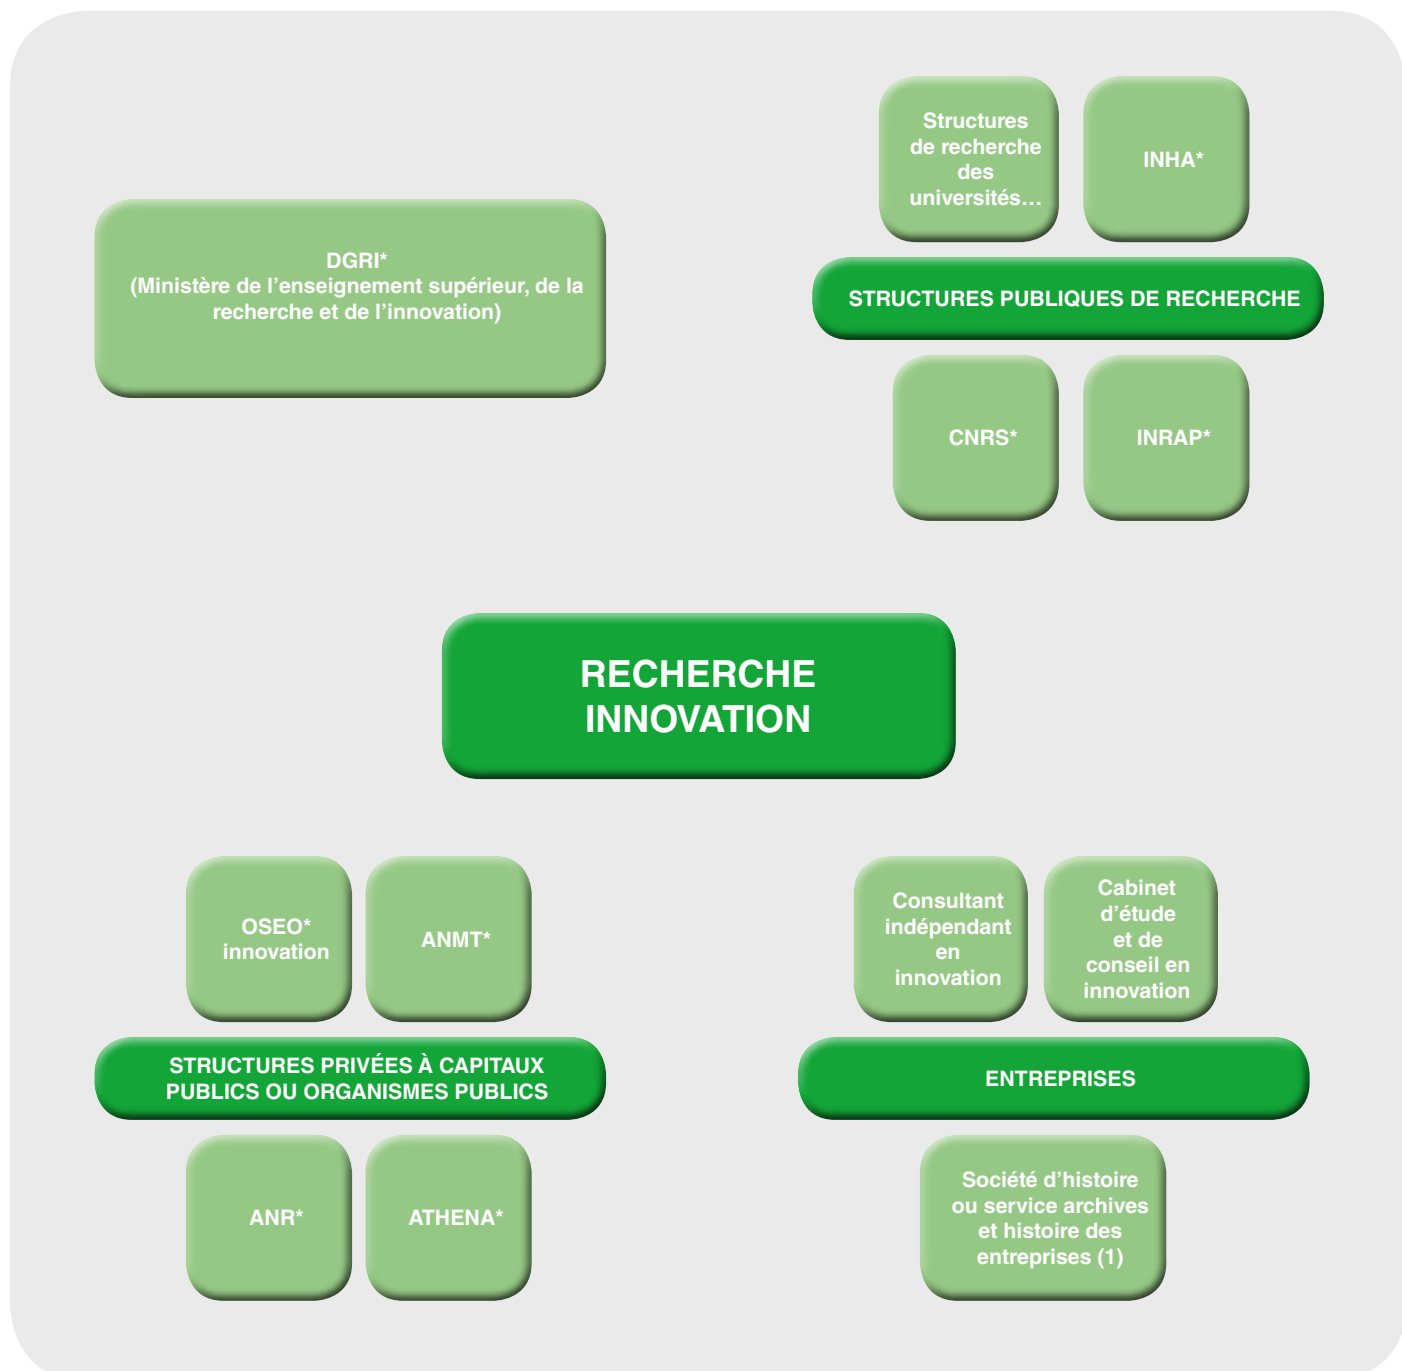 Structures
de recherche
des
universités…
INHA*
DGRI*
(Ministère de l’enseignement supérieur, de la
recherche et de l’innovation)
STRUCTURES PUBLIQUES DE RECHERCHE
CNRS*
INRAP*
RECHERCHE
INNOVATION
OSEO*
innovation
ANMT*
Consultant
indépendant
en
innovation
Cabinet
d’étude
et de
conseil en
innovation
STRUCTURES PRIVÉES À CAPITAUX
PUBLICS OU ORGANISMES PUBLICS
ENTREPRISES
ANR*
ATHENA*
Société d’histoire
ou service archives
et histoire des
entreprises (1)